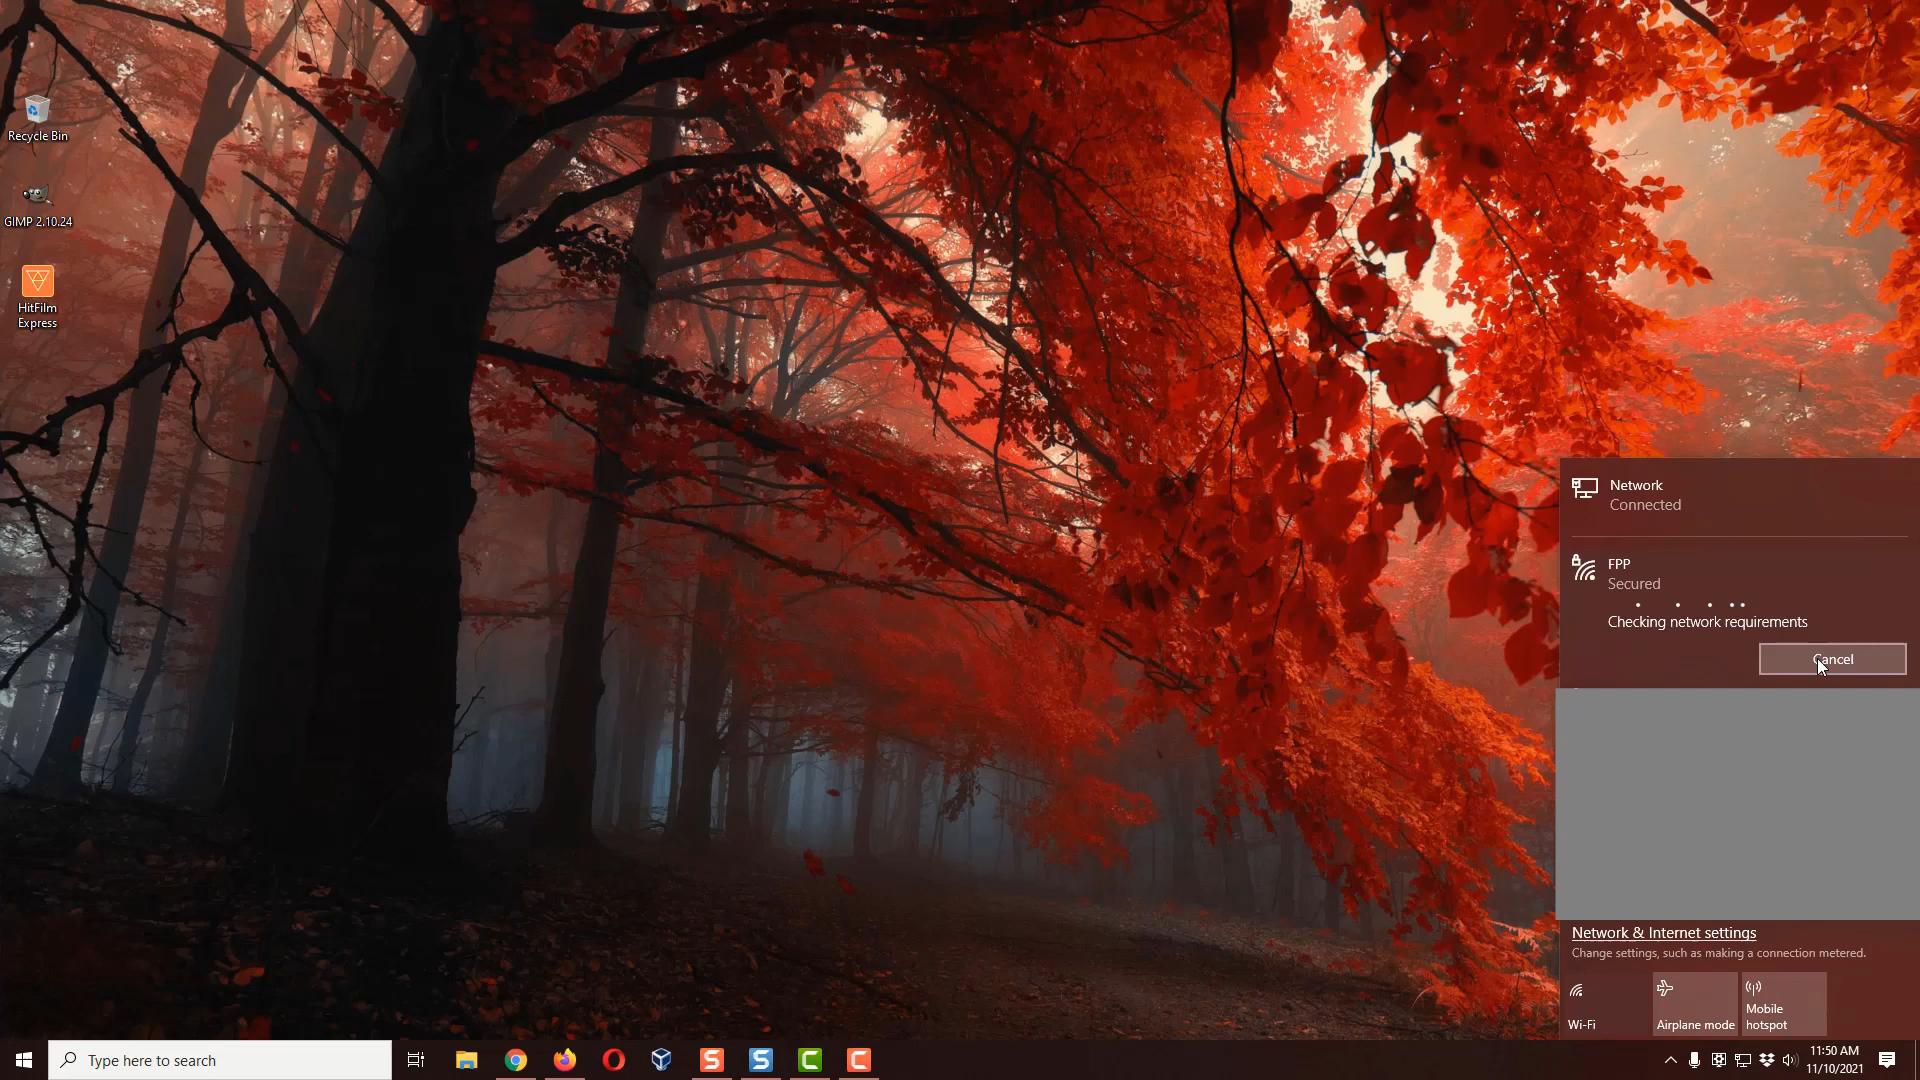 Recycle Bin
GIMP 2.10.24
HitFilm
Express
Network
Connected
FPP
Secured
Checking network requirements
Cancel
Network & Internet settings
Change settings, such as making a connection metered.
Wi-Fi
Airplane mode
Mobile
hotspot
Type here to search
S
S
C
C
11:50 AM
11/10/2021